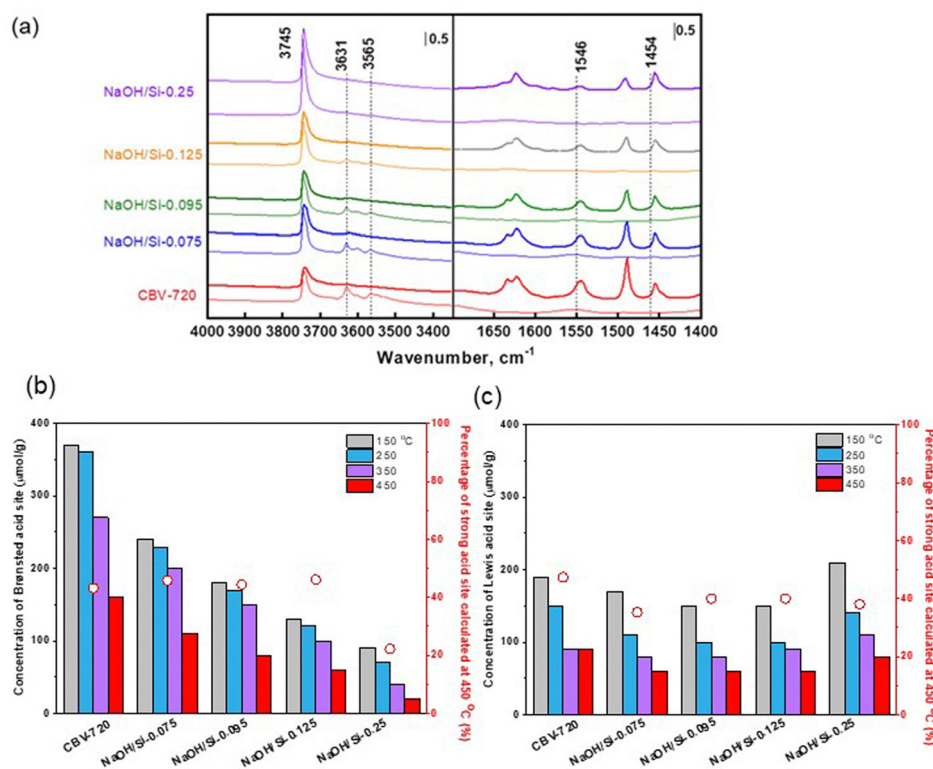 (a)
3745
3631
3565
|0.5
1546
1454
|0.5
NaOH/Si-0.25
NaOH/Si-0.125
NaOH/Si-0.095
NaOH/Si-0.075
CBV-720
4000 3900 3800 3700 3600 3500 3400
1650 1600 1550 1500 1450 1400
Wavenumber, cm-1
(b)
Concentration of Brønsted acid site (μmol/g)
400
300
200
100
0
150 °C
250
350
450
100
80
60
40
20
0
Percentage of strong acid site calculated at 450 °C (%)
CBV-720
NaOH/Si-0.075
NaOH/Si-0.095
NaOH/Si-0.125
NaOH/Si-0.25
(c)
Concentration of Lewis acid site (μmol/g)
400
300
200
100
0
150 °C
250
350
450
100
80
60
40
20
0
Percentage of strong acid site calculated at 450 °C (%)
CBV-720
NaOH/Si-0.075
NaOH/Si-0.095
NaOH/Si-0.125
NaOH/Si-0.25